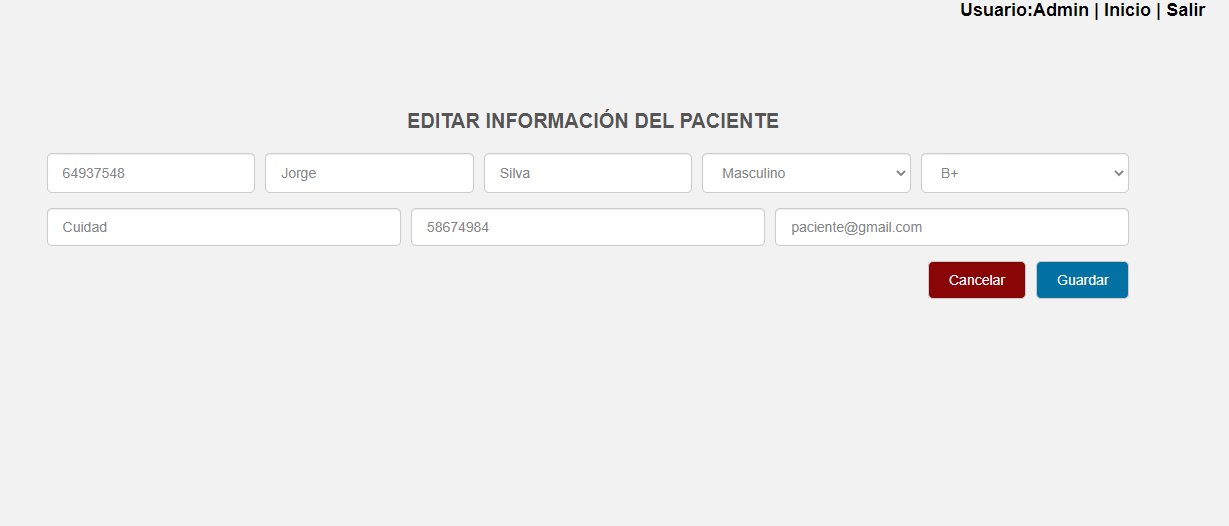 Usuario:Admin | Inicio | Salir
EDITAR INFORMACIÓN DEL PACIENTE
64937548 Jorge Silva Masculino B+
Cuidad 58674984 paciente@gmail.com
Cancelar Guardar